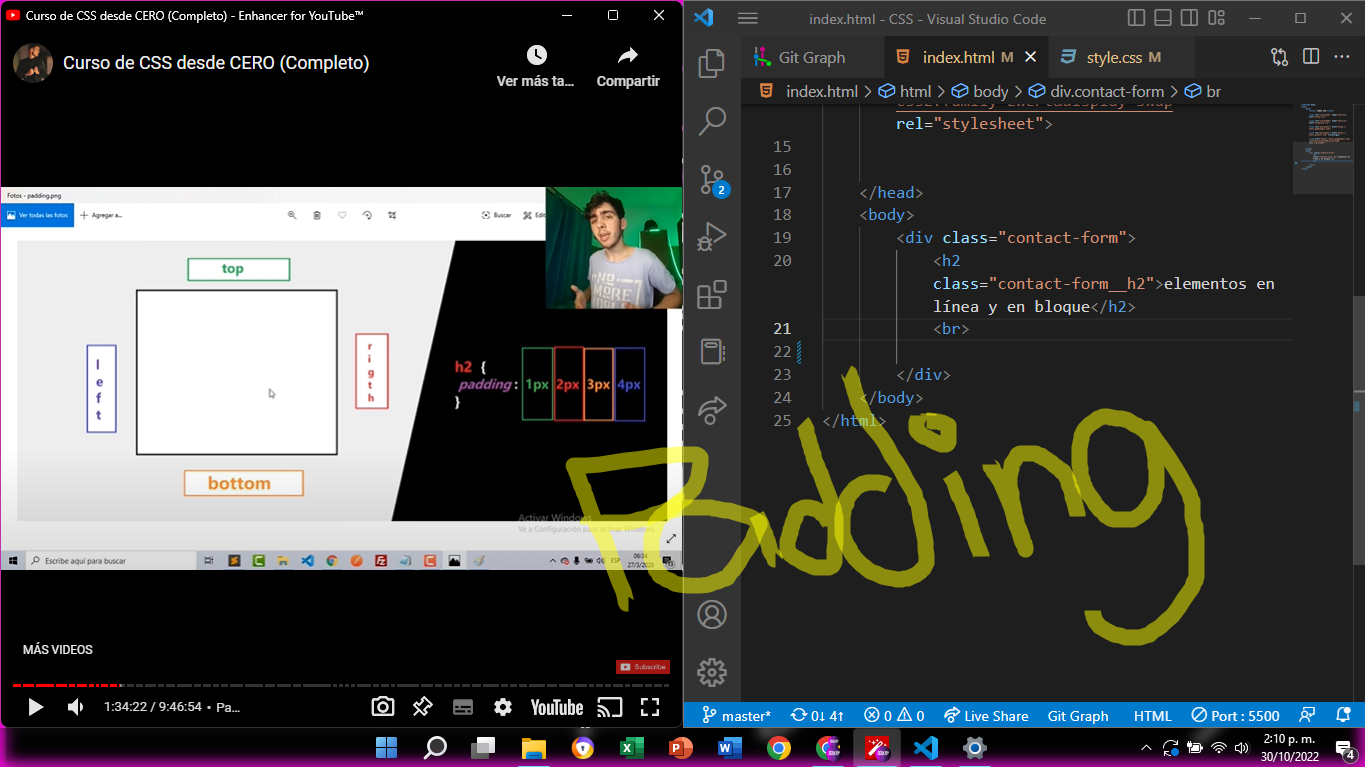 Curso de CSS desde CERO (Completo) - Enhancer for YouTube™
Curso de CSS desde CERO (Completo)
Ver más ta...
Compartir
Fotos - padding.png
Ver todas las fotos
Agregar a...
Buscar
Edit
NO
MORE
top
left
rigth
bottom
h2 {
padding: 1px 2px 3px 4px
}
Activar Windows
Ve a Configuración para activar Windows
Escribe aquí para buscar
ESP
06:34
27/3/2020
MÁS VIDEOS
Subscribe
1:34:22 / 9:46:54 • Pa...
YouTube
index.html - CSS - Visual Studio Code
Git Graph
index.html M
style.css M
index.html > html > body > div.contact-form > br
rel="stylesheet">
15
16
17 </head>
18 <body>
19 <div class="contact-form">
20 <h2
class="contact-form__h2">elementos en
línea y en bloque</h2>
21 <br>
22
23 </div>
24 </body>
25 </html>
Padding
2
master*
0↓ 4↑
0 0
Live Share
Git Graph
HTML
Port : 5500
2:10 p. m.
30/10/2022
4